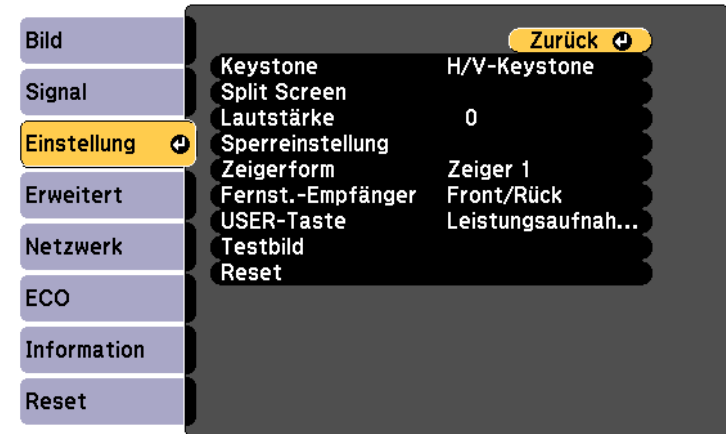 Bild
Signal
Einstellung
Erweitert
Netzwerk
ECO
Information
Reset
Zurück
Keystone H/V-Keystone
Split Screen
Lautstärke 0
Sperreinstellung
Zeigerform Zeiger 1
Fernst.-Empfänger Front/Rück
USER-Taste Leistungsaufnah...
Testbild
Reset